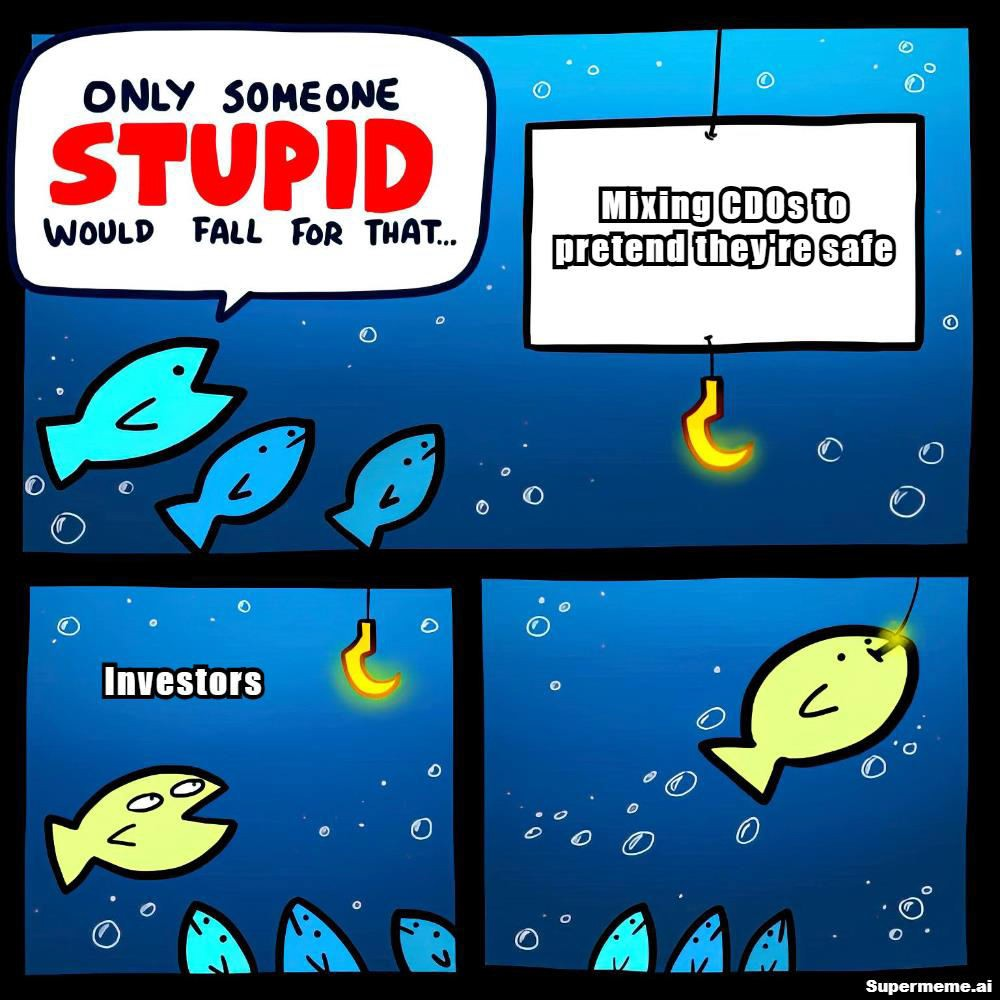 ONLY SOMEONE
STUPID
WOULD FALL FOR THAT...
Mixing CDOs to
pretend they're safe
Investors
Supermeme.ai